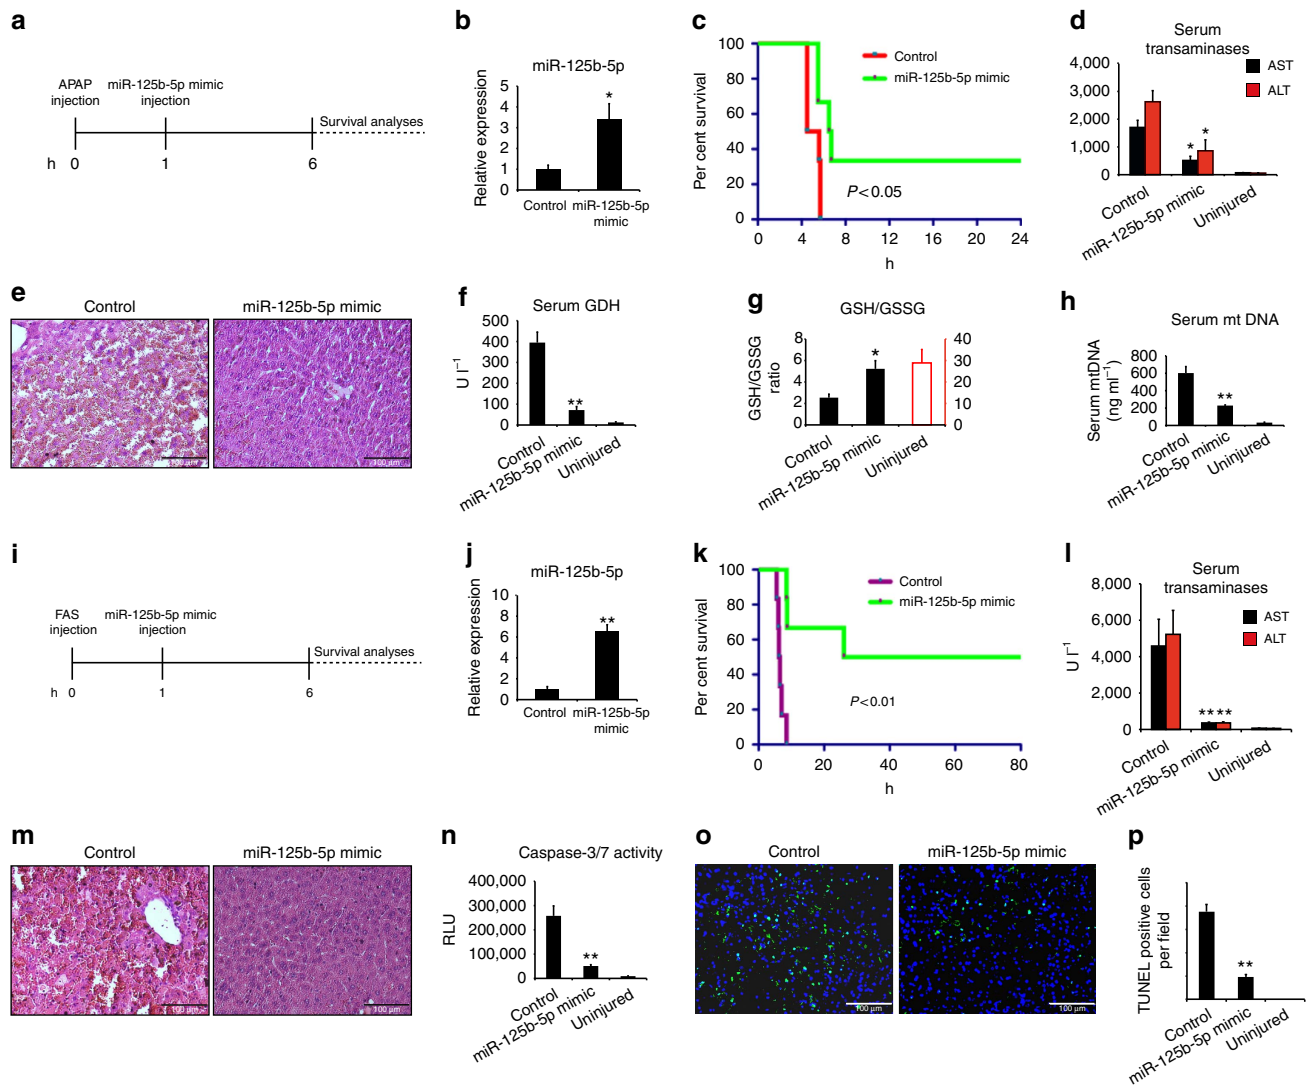 a
APAP
injection
miR-125b-5p mimic
injection
Survival analyses
h 0 1 6
b
miR-125b-5p
Relative expression
5
4
3
2
1
0
*
Control miR-125b-5p
mimic
c
Per cent survival
100
80
60
40
20
0
Control
miR-125b-5p mimic
P<0.05
0 4 8 12 16 20 24
h
d
Serum
transaminases
4,000
3,000
2,000
1,000
0
AST
ALT
* *
Control
miR-125b-5p mimic
Uninjured
e
Control
miR-125b-5p mimic
100 µm
100 µm
f
Serum GDH
U l⁻¹
500
400
300
200
100
0
**
Control
miR-125b-5p mimic
Uninjured
g
GSH/GSSG
GSH/GSSG
ratio
8
6
4
2
0
*
40
30
20
10
0
Control
miR-125b-5p mimic
Uninjured
h
Serum mt DNA
Serum mtDNA
(ng ml⁻¹)
800
600
400
200
0
**
Control
miR-125b-5p mimic
Uninjured
i
FAS
injection
miR-125b-5p mimic
injection
Survival analyses
h 0 1 6
j
miR-125b-5p
Relative expression
10
8
6
4
2
0
**
Control miR-125b-5p
mimic
k
Per cent survival
100
80
60
40
20
0
Control
miR-125b-5p mimic
P<0.01
0 20 40 60 80
h
l
Serum
transaminases
U l⁻¹
8,000
6,000
4,000
2,000
0
AST
ALT
****
Control
miR-125b-5p mimic
Uninjured
m
Control
miR-125b-5p mimic
100 µm
100 µm
n
Caspase-3/7 activity
RLU
400,000
300,000
200,000
100,000
0
**
Control
miR-125b-5p mimic
Uninjured
o
Control
miR-125b-5p mimic
100 µm
100 µm
p
TUNEL positive cells
per field
**
Control
miR-125b-5p mimic
Uninjured